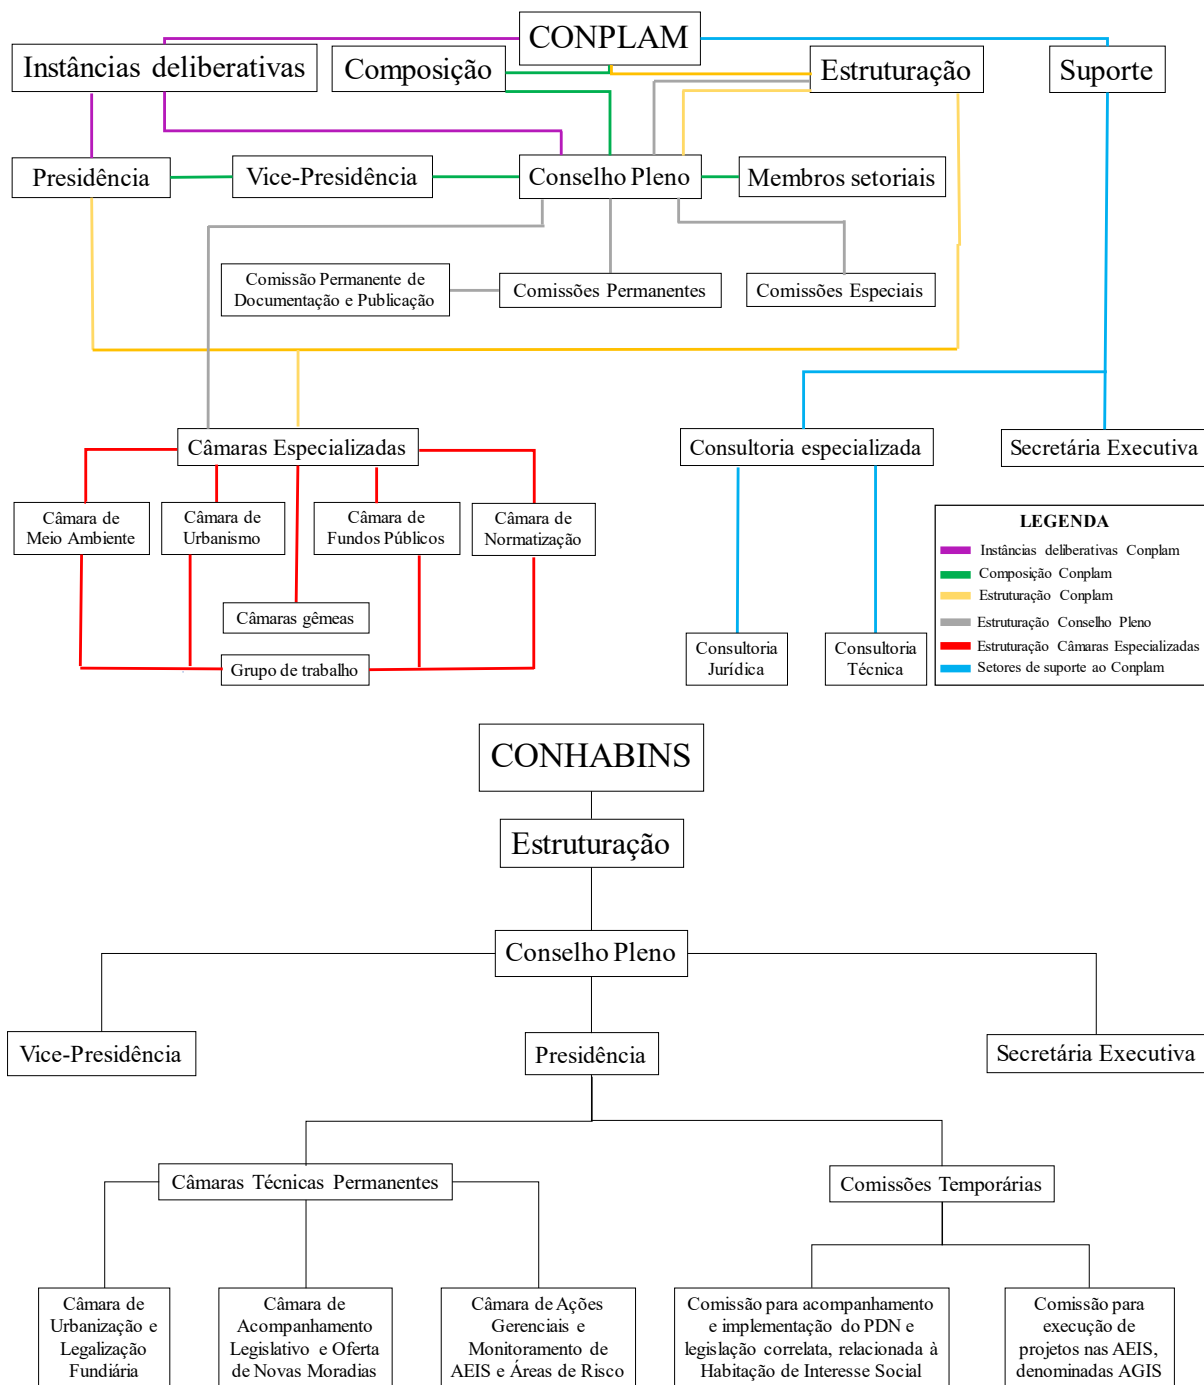 CONPLAM
Instâncias deliberativas
Composição
Estruturação
Suporte
Presidência
Vice-Presidência
Conselho Pleno
Membros setoriais
Comissão Permanente de
Documentação e Publicação
Comissões Permanentes
Comissões Especiais
Câmaras Especializadas
Consultoria especializada
Secretária Executiva
Câmara de
Meio Ambiente
Câmara de
Urbanismo
Câmara de
Fundos Públicos
Câmara de
Normatização
Câmaras gêmeas
Grupo de trabalho
Consultoria
Jurídica
Consultoria
Técnica
LEGENDA
Instâncias deliberativas Conplam
Composição Conplam
Estruturação Conplam
Estruturação Conselho Pleno
Estruturação Câmaras Especializadas
Setores de suporte ao Conplam
CONHABINS
Estruturação
Conselho Pleno
Vice-Presidência
Presidência
Secretária Executiva
Câmaras Técnicas Permanentes
Comissões Temporárias
Câmara de
Urbanização e
Legalização
Fundiária
Câmara de
Acompanhamento
Legislativo e Oferta
de Novas Moradias
Câmara de Ações
Gerenciais e
Monitoramento de
AEIS e Áreas de Risco
Comissão para acompanhamento
e implementação do PDN e
legislação correlata, relacionada à
Habitação de Interesse Social
Comissão para
execução de
projetos nas AEIS,
denominadas AGIS